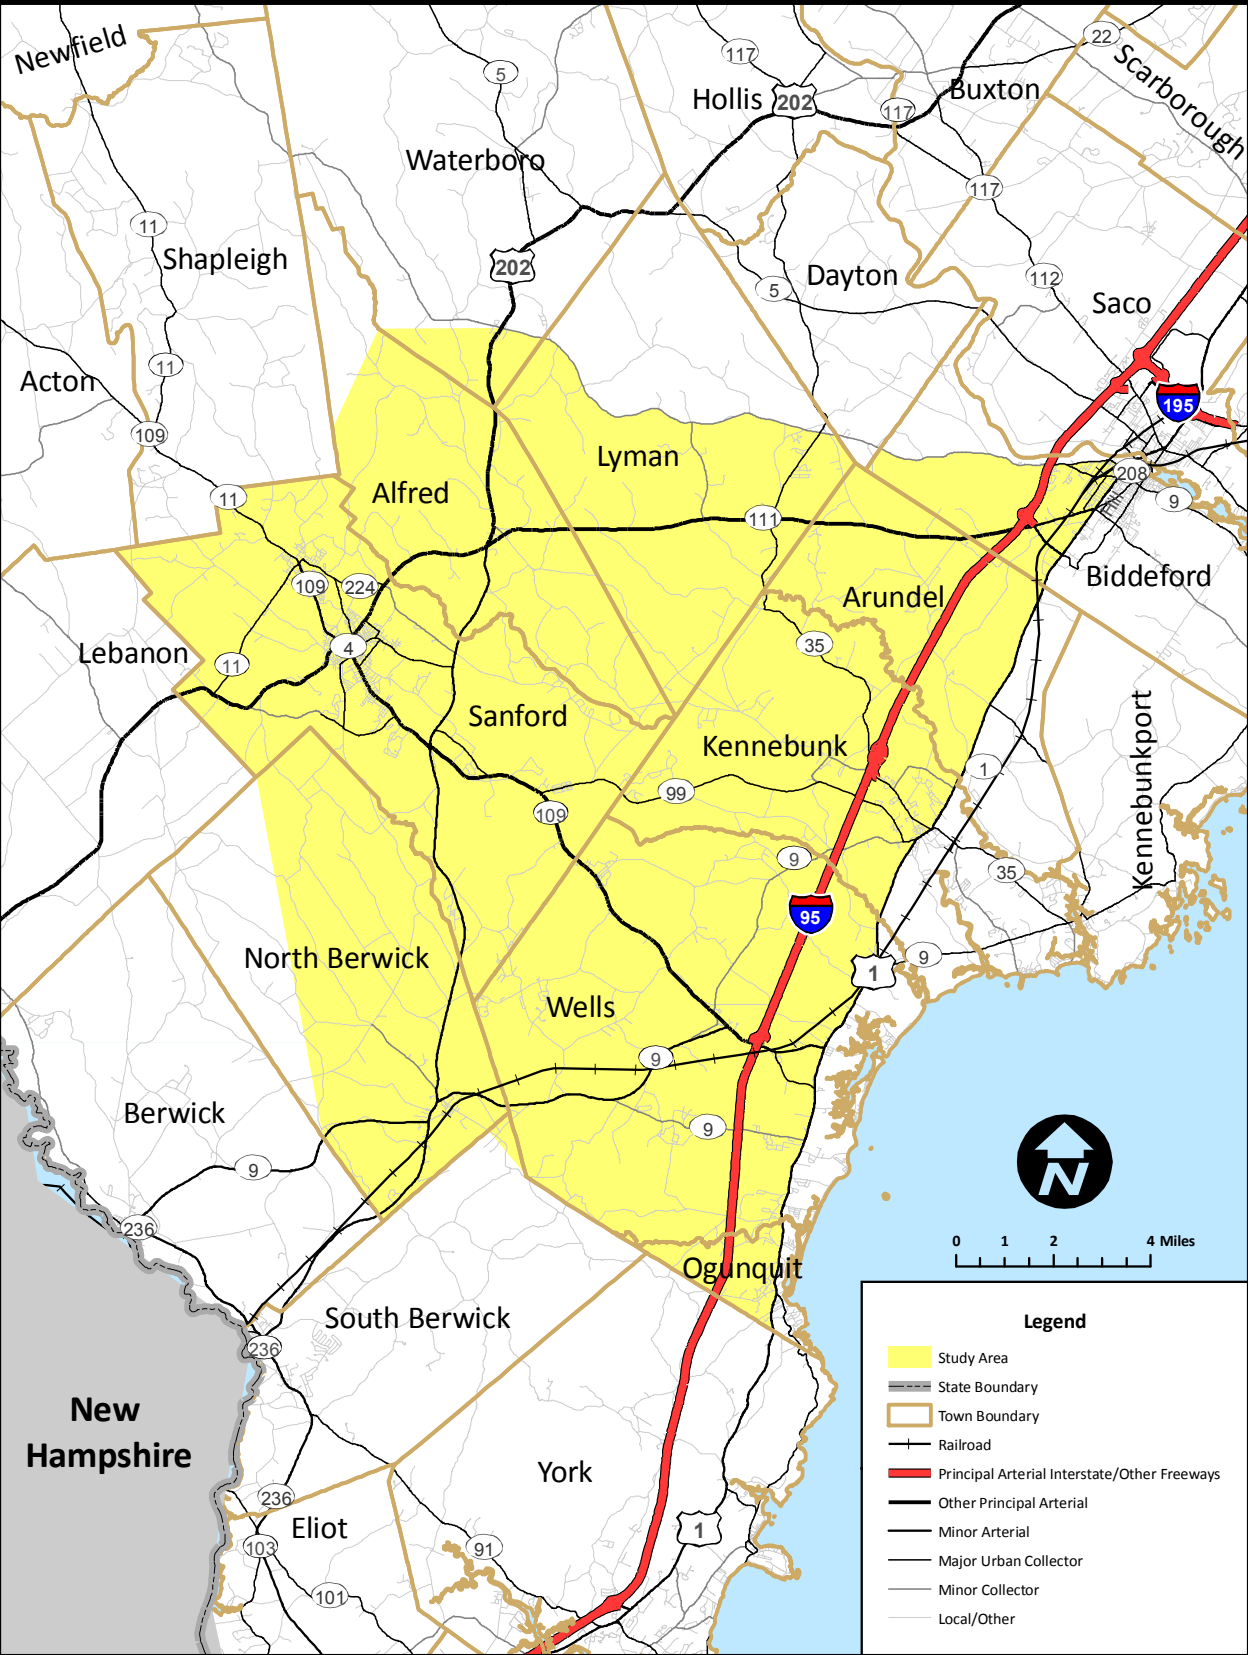 Newfield
5
117
22
Scarborough
Hollis
202
117
Buxton
Waterboro
117
11
Shapleigh
202
Dayton
5
112
Saco
11
Acton
195
109
Lyman
208
Alfred
11
9
111
109
224
Biddeford
Arundel
4
35
Lebanon
11
Sanford
Kennebunk
Kennebunkport
1
99
109
9
35
95
North Berwick
9
1
Wells
9
Berwick
9
9
N
236
0 1 2 4 Miles
Ogunquit
South Berwick
Legend
236
Study Area
State Boundary
New
Hampshire
Town Boundary
Railroad
York
Principal Arterial Interstate/Other Freeways
236
Other Principal Arterial
Eliot
1
Minor Arterial
103
91
Major Urban Collector
101
Minor Collector
Local/Other